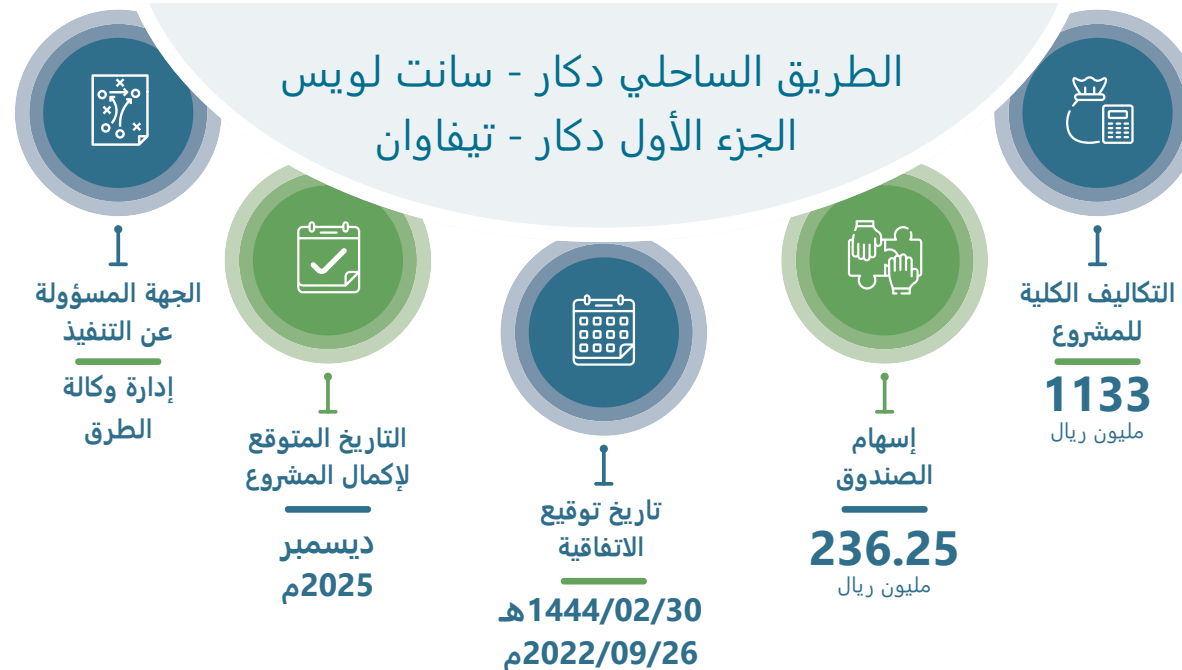 الطريق الساحلي دكار - سانت لويس
الجزء الأول دكار - تيفاوان
التكاليف الكلية
للمشروع
1133
مليون ريال
إسهام
الصندوق
236.25
مليون ريال
تاريخ توقيع
الاتفاقية
1444/02/30هـ
2022/09/26م
التاريخ المتوقع
لإكمال المشروع
ديسمبر
2025م
الجهة المسؤولة
عن التنفيذ
إدارة وكالة
الطرق